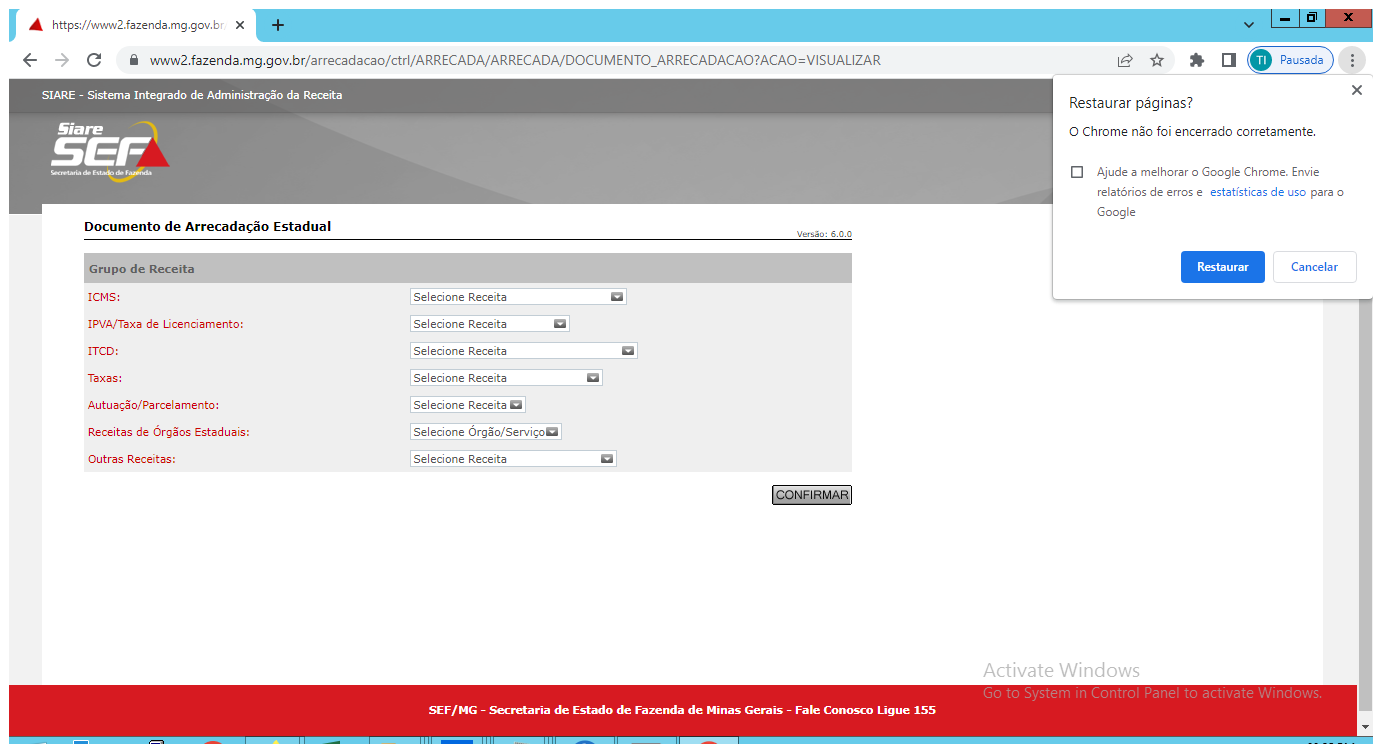 https://www2.fazenda.mg.gov.br
www2.fazenda.mg.gov.br/arrecadacao/ctrl/ARRECADA/ARRECADA/DOCUMENTO_ARRECADACAO?ACAO=VISUALIZAR
TI Pausada
SIARE - Sistema Integrado de Administração da Receita
Siare
SEF
Secretaria de Estado de Fazenda
Restaurar páginas?
O Chrome não foi encerrado corretamente.
Ajude a melhorar o Google Chrome. Envie
relatórios de erros e estatísticas de uso para o
Google
Restaurar Cancelar
Documento de Arrecadação Estadual
Versão: 6.0.0
Grupo de Receita
ICMS: Selecione Receita
IPVA/Taxa de Licenciamento: Selecione Receita
ITCD: Selecione Receita
Taxas: Selecione Receita
Autuação/Parcelamento: Selecione Receita
Receitas de Órgãos Estaduais: Selecione Órgão/Serviço
Outras Receitas: Selecione Receita
CONFIRMAR
Activate Windows
Go to System in Control Panel to activate Windows.
SEF/MG - Secretaria de Estado de Fazenda de Minas Gerais - Fale Conosco Ligue 155